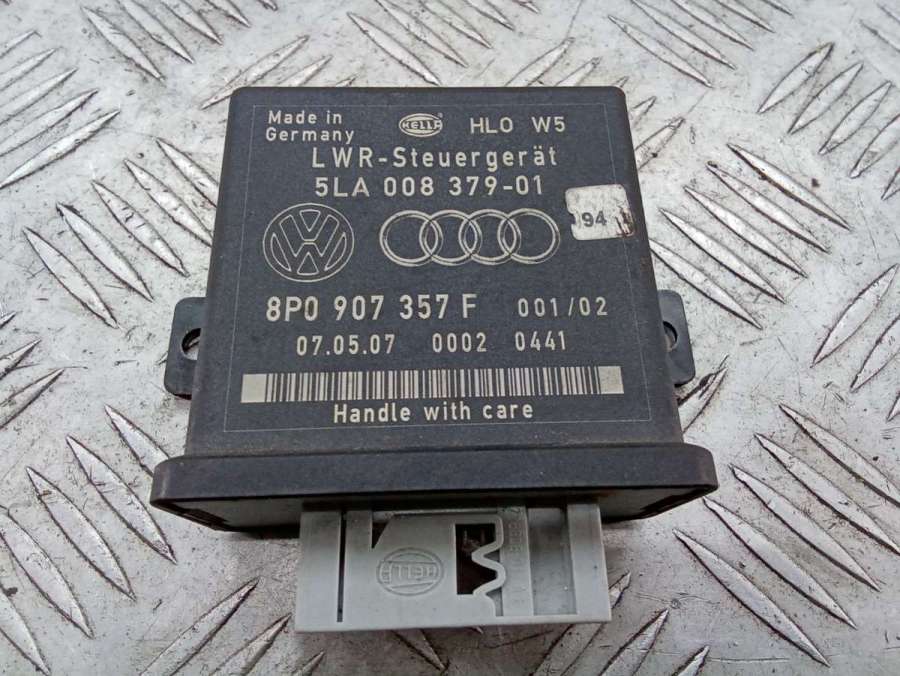 Made in
Germany
HELLA
HLO W5
LWR-Steuergerät
5LA 008 379-01
94
8P0 907 357 F 001/02
07.05.07 0002 0441
Handle with care
HELLA